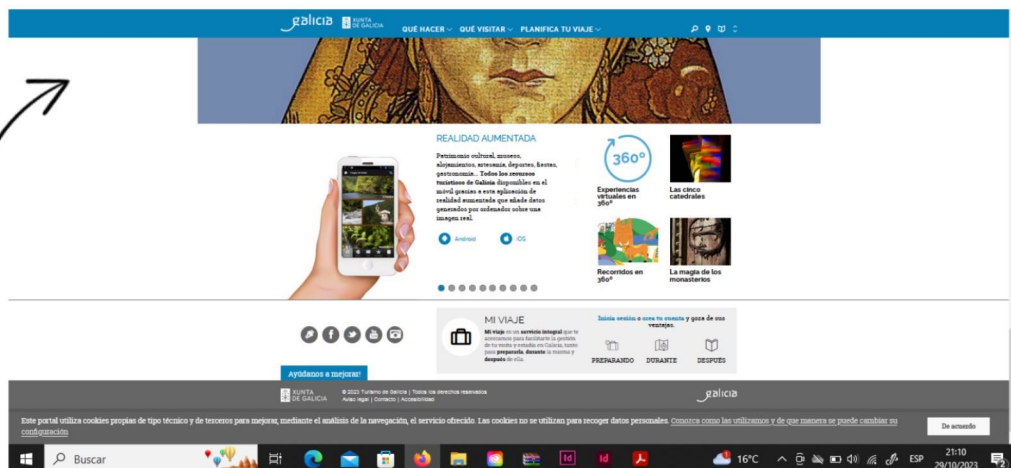 galicia
XUNTA
DE GALICIA
QUÉ HACER QUÉ VISITAR PLANIFICA TU VIAJE
REALIDAD AUMENTADA
Patrimonio cultural, museos,
alojamientos, artesanía, deportes, fiestas,
gastronomía... Todos los recursos
turísticos de Galicia disponibles en el
móvil gracias a esta aplicación de
realidad aumentada que añade datos
generados por ordenador sobre una
imagen real.
Android iOS
360º
Experiencias
virtuales en
360º
Las cinco
catedrales
Recorridos en
360º
La magia de los
monasterios
MI VIAJE
Mi viaje es un servicio integral que te
acercamos para facilitarte la gestión
de tu visita y estadía en Galicia, tanto
para prepararla, durante la misma y
después de ella.
Inicia sesión o crea tu cuenta y goza de sus
ventajas.
PREPARANDO DURANTE DESPUÉS
Ayúdanos a mejorar!
XUNTA
DE GALICIA
© 2023 Turismo de Galicia | Todos los derechos reservados
Aviso legal | Contacto | Accesibilidad
galicia
Este portal utiliza cookies propias de tipo técnico y de terceros para mejorar, mediante el análisis de la navegación, el servicio ofrecido. Las cookies no se utilizan para recoger datos personales. Conozca como las utilizamos y de que manera se puede cambiar su
configuración
De acuerdo
Buscar
16°C
ESP
21:10
29/10/2023